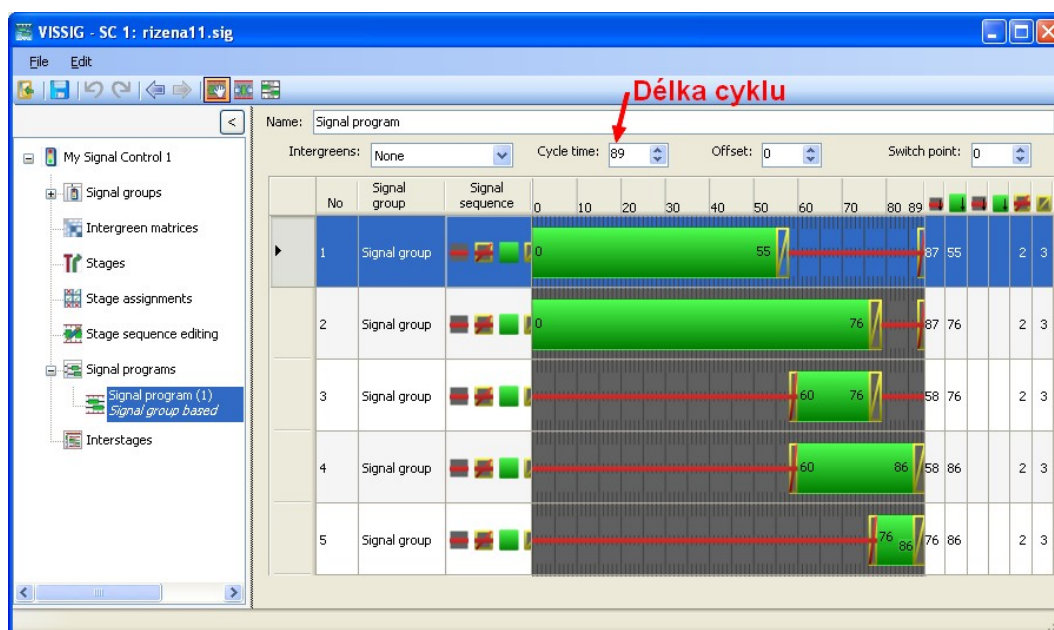 VISSIG - SC 1: rizena11.sig
File Edit
Délka cyklu
<
Name: Signal program
Intergreens: None Cycle time: 89 Offset: 0 Switch point: 0
My Signal Control 1
Signal groups
Intergreen matrices
Stages
Stage assignments
Stage sequence editing
Signal programs
Signal program (1)
Signal group based
Interstages
No Signal group Signal sequence 0 10 20 30 40 50 60 70 80 89
1 Signal group 0 55 87 55 2 3
2 Signal group 0 76 87 76 2 3
3 Signal group 60 76 58 76 2 3
4 Signal group 60 86 58 86 2 3
5 Signal group 76 86 76 86 2 3